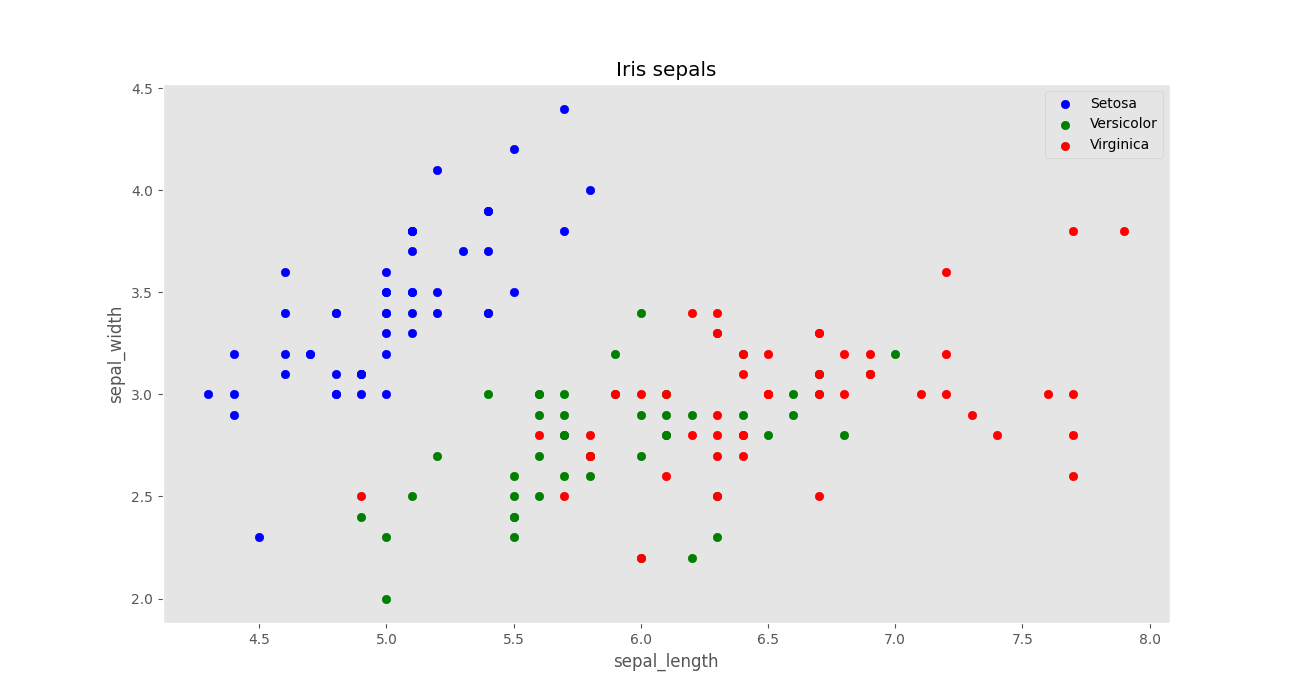 Iris sepals
Setosa
Versicolor
Virginica
sepal_width
4.5
4.0
3.5
3.0
2.5
2.0
4.5 5.0 5.5 6.0 6.5 7.0 7.5 8.0
sepal_length